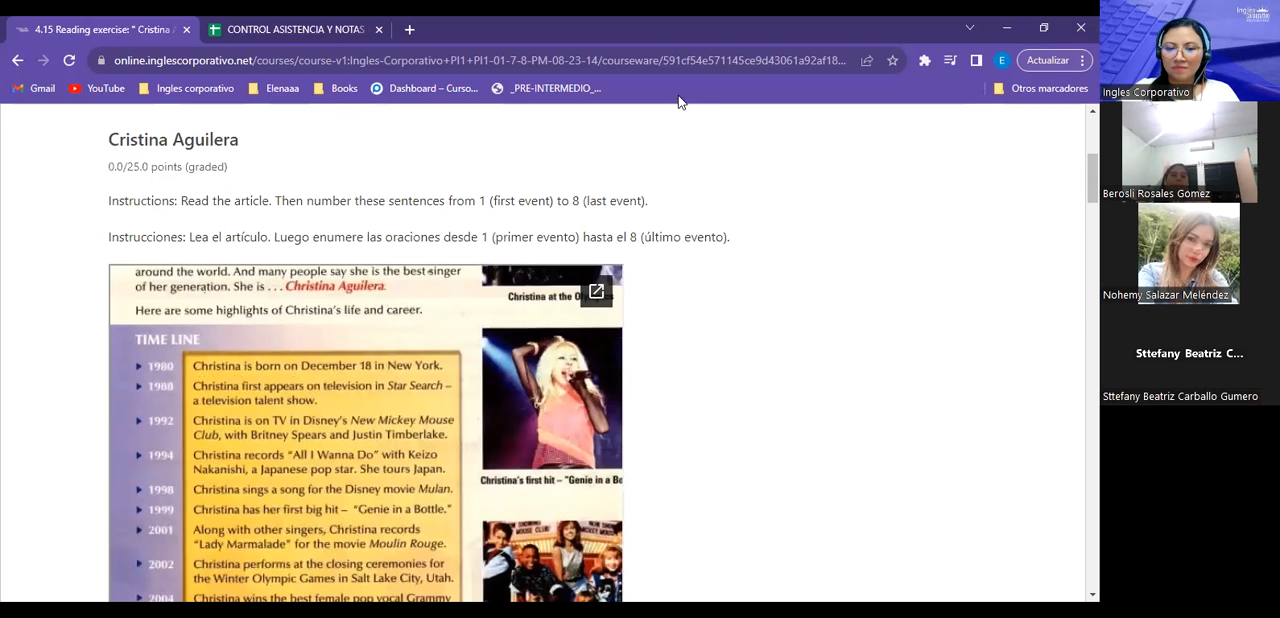 4.15 Reading exercise: " Cristina A
CONTROL ASISTENCIA Y NOTAS
online.inglescorporativo.net/courses/course-v1:Ingles-Corporativo+PI1+PI1-01-7-8-PM-08-23-14/courseware/591cf54e571145ce9d43061a92af18...
E
Actualizar
Gmail
YouTube
Ingles corporativo
Elenaaa
Books
Dashboard – Curso...
_PRE-INTERMEDIO_...
Otros marcadores
Cristina Aguilera
0.0/25.0 points (graded)
Instructions: Read the article. Then number these sentences from 1 (first event) to 8 (last event).
Instrucciones: Lea el artículo. Luego enumere las oraciones desde 1 (primer evento) hasta el 8 (último evento).
around the world. And many people say she is the best singer
of her generation. She is . . . Christina Aguilera.
Here are some highlights of Christina's life and career.
TIME LINE
1980 Christina is born on December 18 in New York.
1988 Christina first appears on television in Star Search –
a television talent show.
1992 Christina is on TV in Disney's New Mickey Mouse
Club, with Britney Spears and Justin Timberlake.
1994 Christina records "All I Wanna Do" with Keizo
Nakanishi, a Japanese pop star. She tours Japan.
1998 Christina sings a song for the Disney movie Mulan.
1999 Christina has her first big hit – "Genie in a Bottle."
2001 Along with other singers, Christina records
"Lady Marmalade" for the movie Moulin Rouge.
2002 Christina performs at the closing ceremonies for
the Winter Olympic Games in Salt Lake City, Utah.
2004 Christina wins the best female pop vocal Grammy
Christina at the
Christina's first hit – "Genie in a Bo
Ingles Corporativo
Berosli Rosales Gomez
Nohemy Salazar Meléndez
Sttefany Beatriz C...
Sttefany Beatriz Carballo Gumero